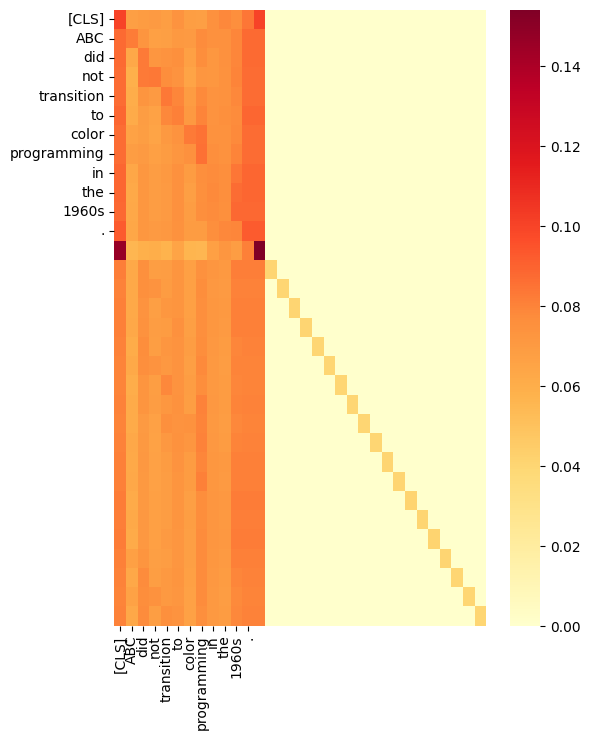 [CLS]
ABC
did
not
transition
to
color
programming
in
the
1960s
.
[CLS]
ABC
did
not
transition
to
color
programming
in
the
1960s
.
0.14
0.12
0.10
0.08
0.06
0.04
0.02
0.00